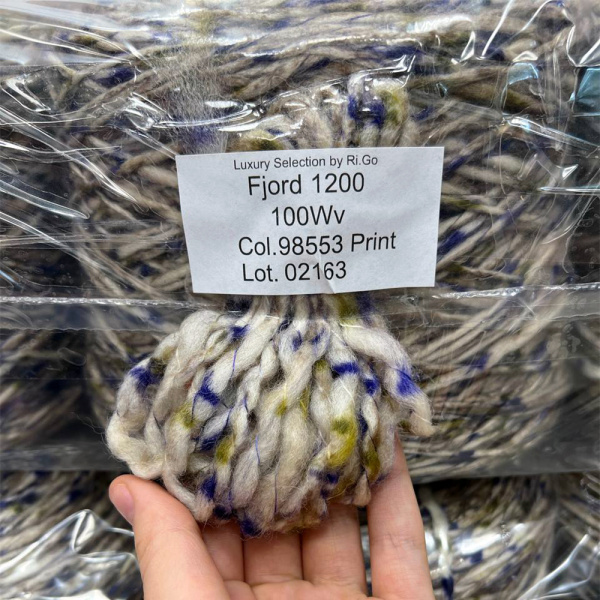 Luxury Selection by Ri.Go
Fjord 1200
100Wv
Col.98553 Print
Lot. 02163